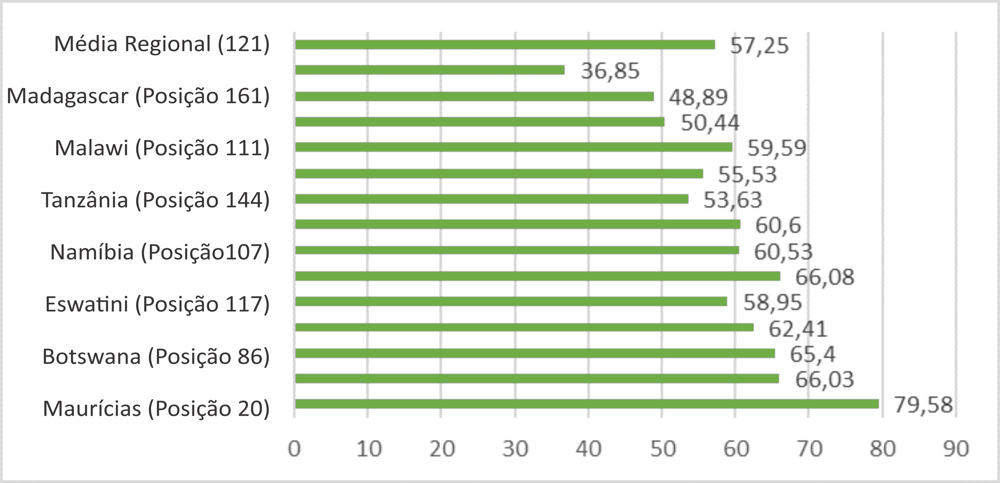 Média Regional (121) 57,25
36,85
Madagascar (Posição 161) 48,89
50,44
Malawi (Posição 111) 59,59
55,53
Tanzânia (Posição 144) 53,63
60,6
Namíbia (Posição107) 60,53
66,08
Eswatini (Posição 117) 58,95
62,41
Botswana (Posição 86) 65,4
66,03
Maurícias (Posição 20) 79,58
0 10 20 30 40 50 60 70 80 90